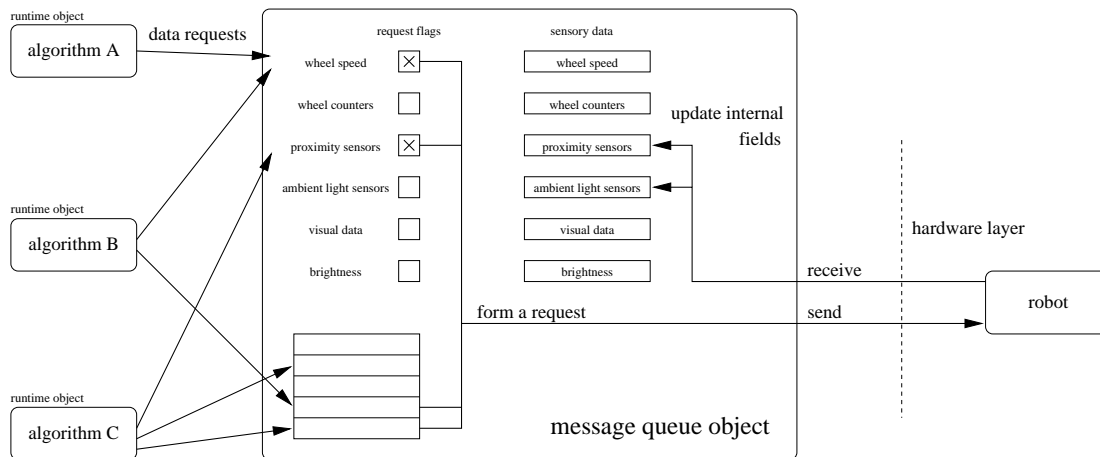 runtime object
algorithm A
data requests
request flags
sensory data
wheel speed
wheel speed
wheel counters
wheel counters
update internal
fields
proximity sensors
proximity sensors
ambient light sensors
ambient light sensors
runtime object
algorithm B
visual data
visual data
hardware layer
brightness
brightness
receive
robot
form a request
send
runtime object
algorithm C
message queue object